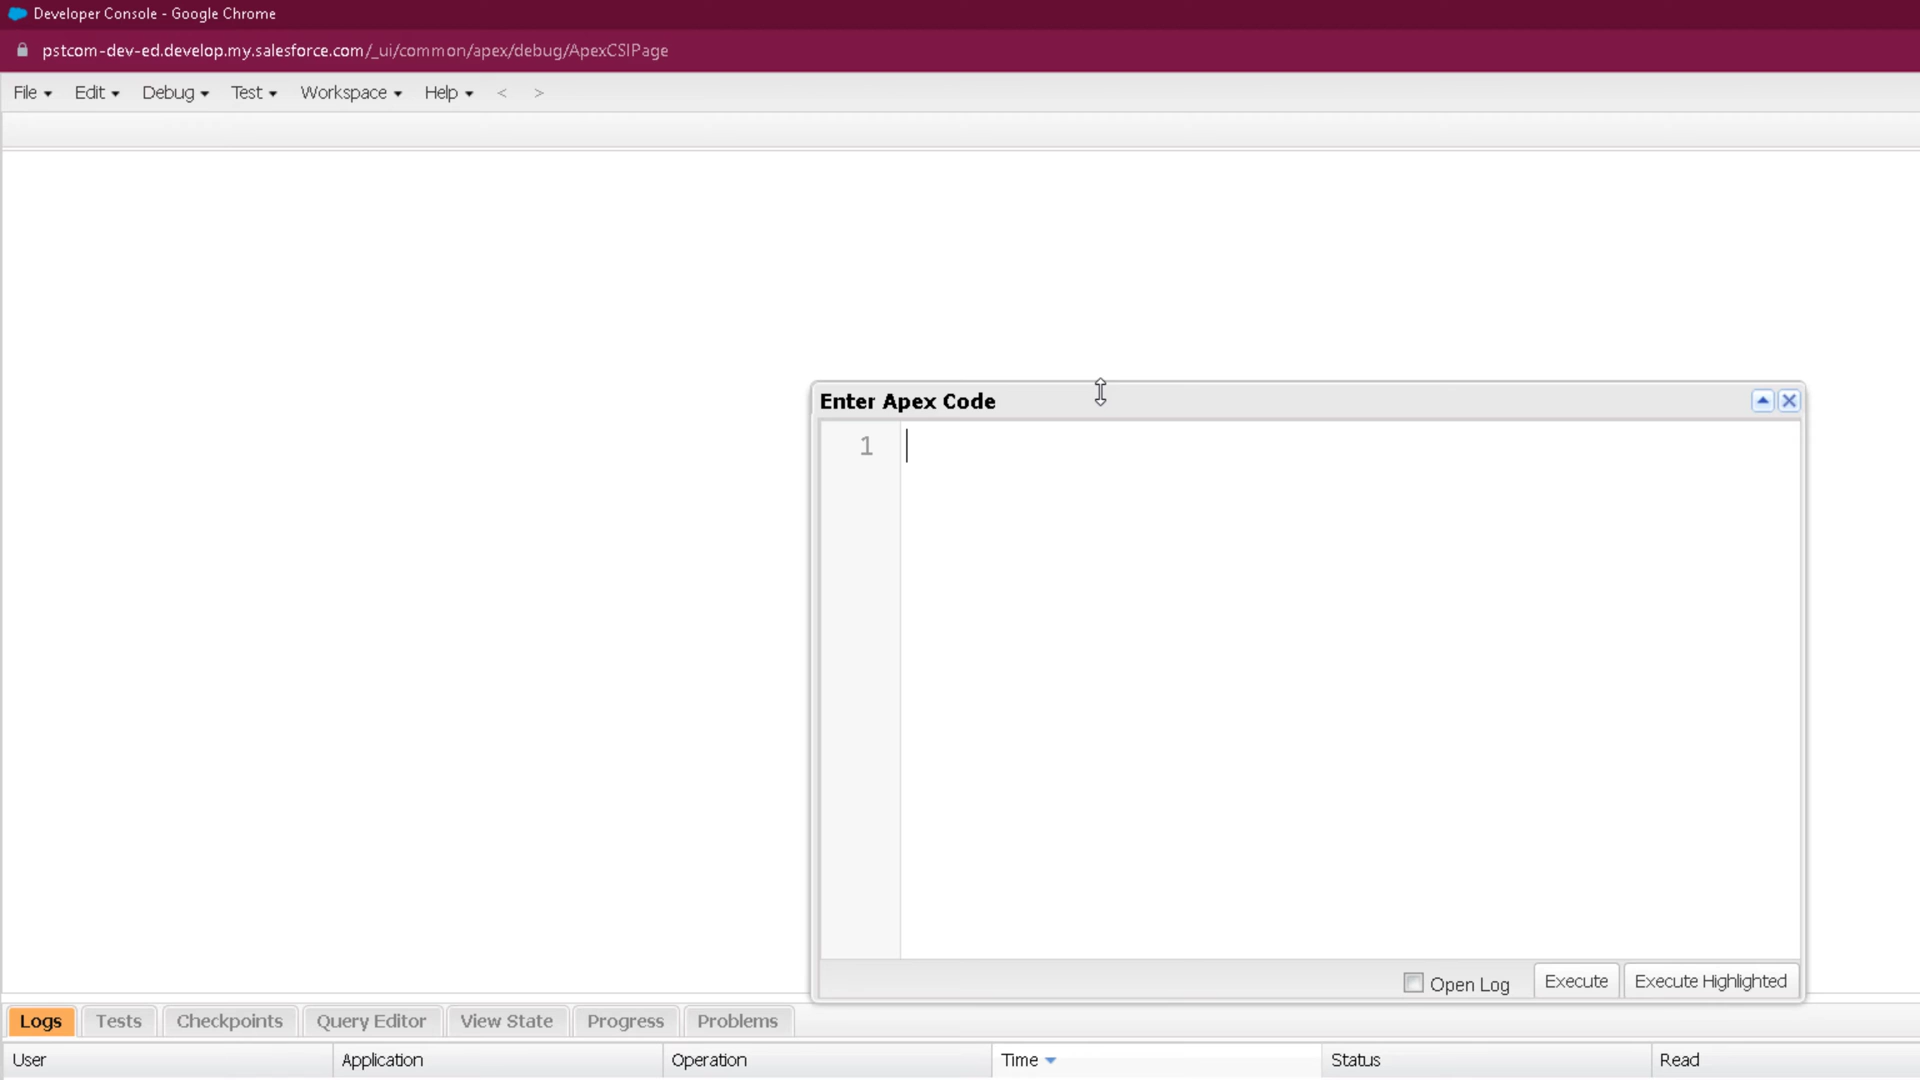 Developer Console - Google Chrome
pstcom-dev-ed.develop.my.salesforce.com/_ui/common/apex/debug/ApexCSIPage
File Edit Debug Test Workspace Help < >
Enter Apex Code
1
Open Log Execute Execute Highlighted
Logs Tests Checkpoints Query Editor View State Progress Problems
User Application Operation Time Status Read